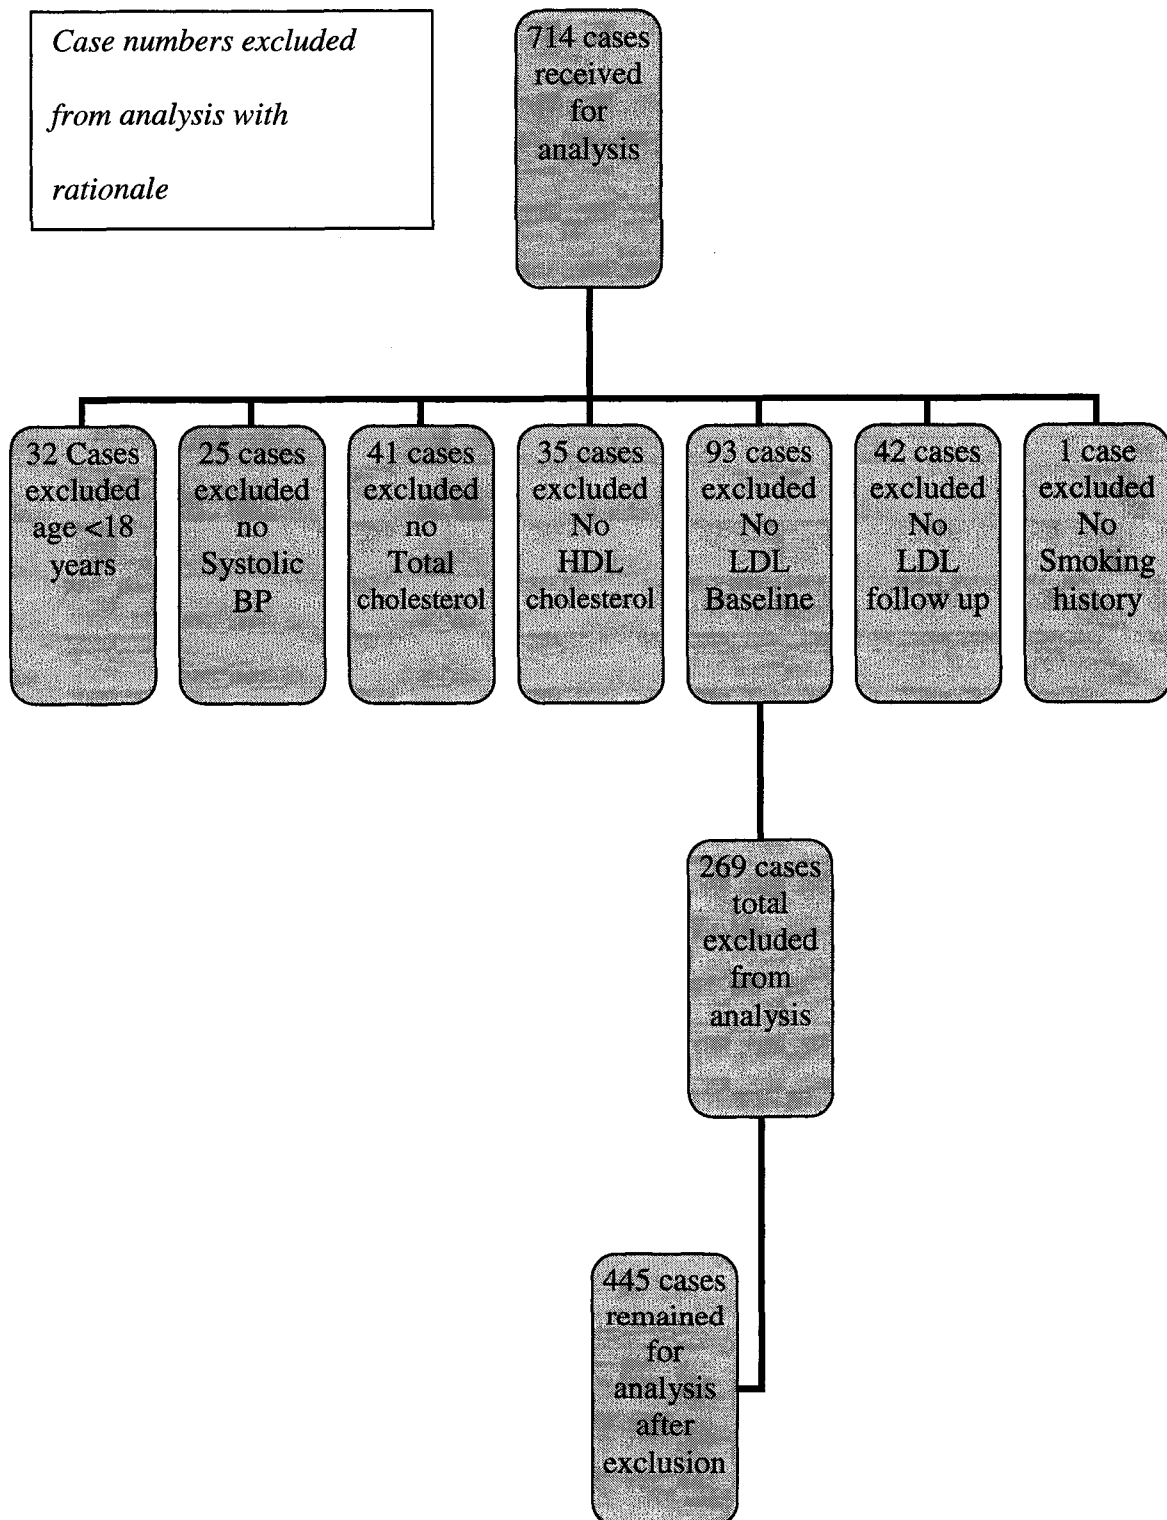 Case numbers excluded
from analysis with
rationale
714 cases
received
for
analysis
32 Cases
excluded
age <18
years
25 cases
excluded
no
Systolic
BP
41 cases
excluded
no
Total
cholesterol
35 cases
excluded
No
HDL
cholesterol
93 cases
excluded
No
LDL
Baseline
42 cases
excluded
No
LDL
follow up
1 case
excluded
No
Smoking
history
269 cases
total
excluded
from
analysis
445 cases
remained
for
analysis
after
exclusion